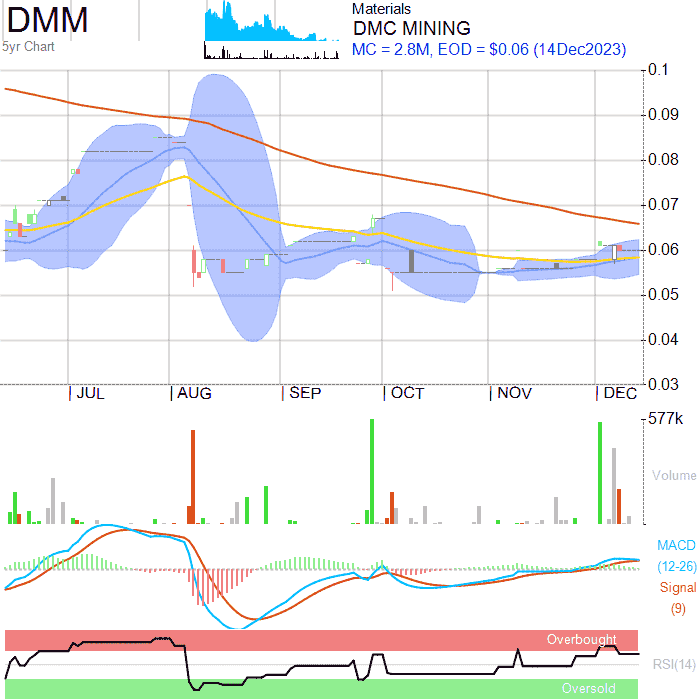 DMM
5yr Chart
Materials
DMC MINING
MC = 2.8M, EOD = $0.06 (14Dec2023)
0.1
0.09
0.08
0.07
0.06
0.05
0.04
0.03
JUL AUG SEP OCT NOV DEC
577k
Volume
MACD
(12-26)
Signal
(9)
Overbought
RSI(14)
Oversold